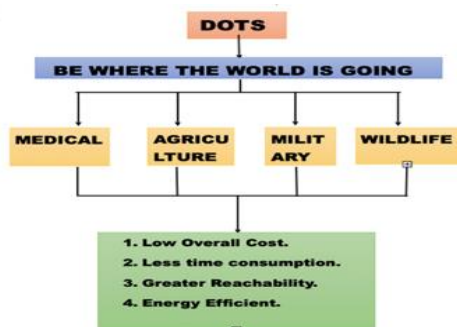 DOTS
BE WHERE THE WORLD IS GOING
MEDICAL
AGRICU
LTURE
MILIT
ARY
WILDLIFE
1. Low Overall Cost.
2. Less time consumption.
3. Greater Reachability.
4. Energy Efficient.